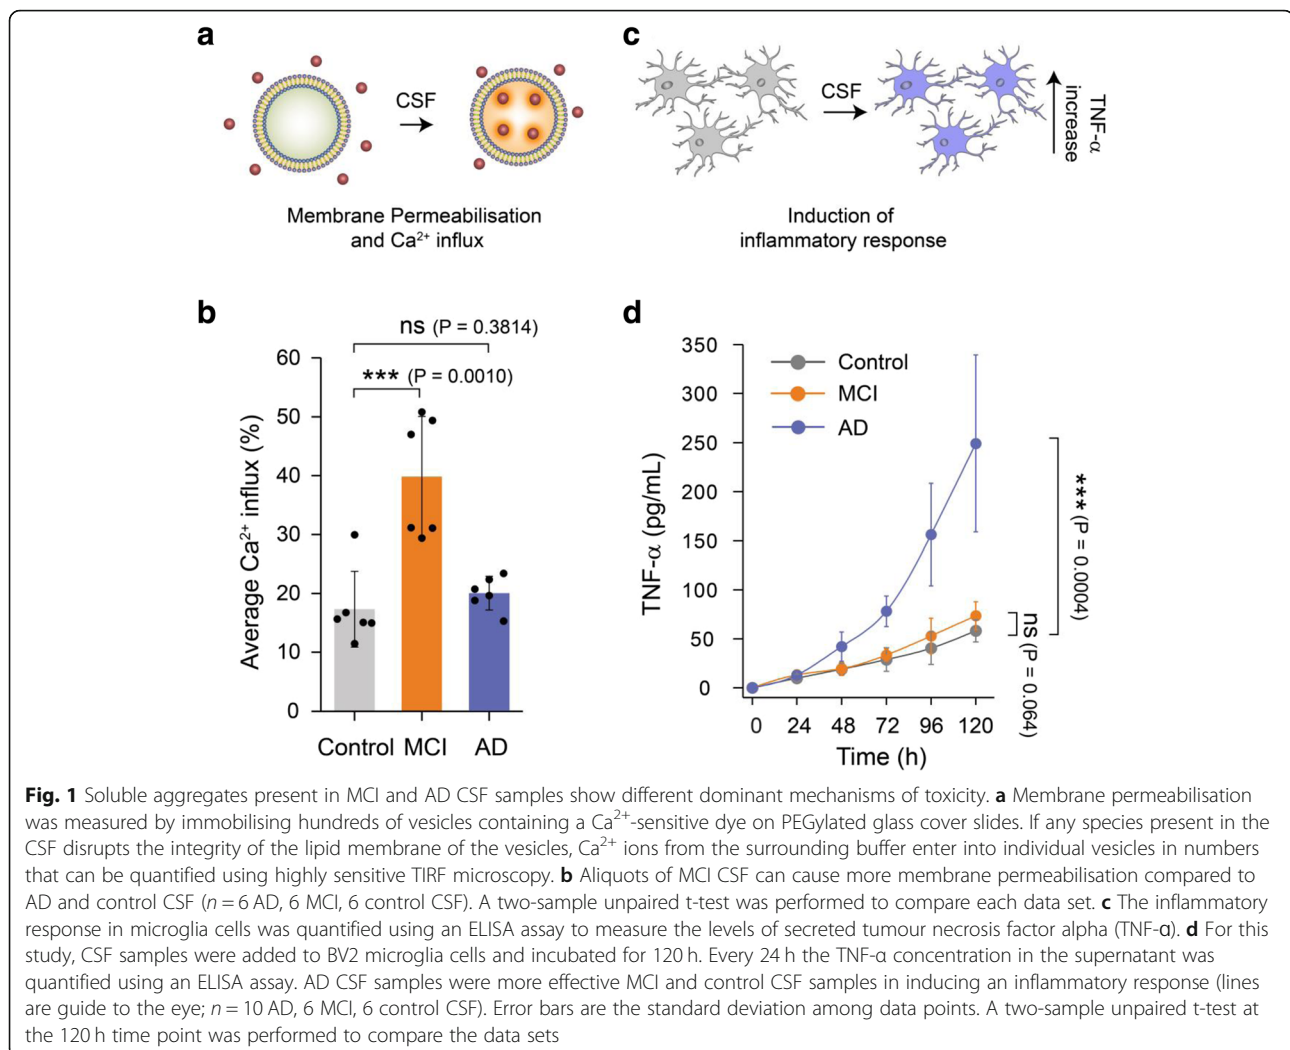 a
CSF
Membrane Permeabilisation
and Ca²⁺ influx
c
CSF
TNF-α
increase
Induction of
inflammatory response
b
ns (P = 0.3814)
*** (P = 0.0010)
Average Ca²⁺ influx (%)
60
50
40
30
20
10
0
Control MCI AD
d
TNF-α (pg/mL)
350
300
250
200
150
100
50
0
Control
MCI
AD
*** (P = 0.0004)
ns (P = 0.064)
0 24 48 72 96 120
Time (h)
Fig. 1 Soluble aggregates present in MCI and AD CSF samples show different dominant mechanisms of toxicity. a Membrane permeabilisation
was measured by immobilising hundreds of vesicles containing a Ca²⁺-sensitive dye on PEGylated glass cover slides. If any species present in the
CSF disrupts the integrity of the lipid membrane of the vesicles, Ca²⁺ ions from the surrounding buffer enter into individual vesicles in numbers
that can be quantified using highly sensitive TIRF microscopy. b Aliquots of MCI CSF can cause more membrane permeabilisation compared to
AD and control CSF (n = 6 AD, 6 MCI, 6 control CSF). A two-sample unpaired t-test was performed to compare each data set. c The inflammatory
response in microglia cells was quantified using an ELISA assay to measure the levels of secreted tumour necrosis factor alpha (TNF-α). d For this
study, CSF samples were added to BV2 microglia cells and incubated for 120 h. Every 24 h the TNF-α concentration in the supernatant was
quantified using an ELISA assay. AD CSF samples were more effective MCI and control CSF samples in inducing an inflammatory response (lines
are guide to the eye; n = 10 AD, 6 MCI, 6 control CSF). Error bars are the standard deviation among data points. A two-sample unpaired t-test at
the 120 h time point was performed to compare the data sets